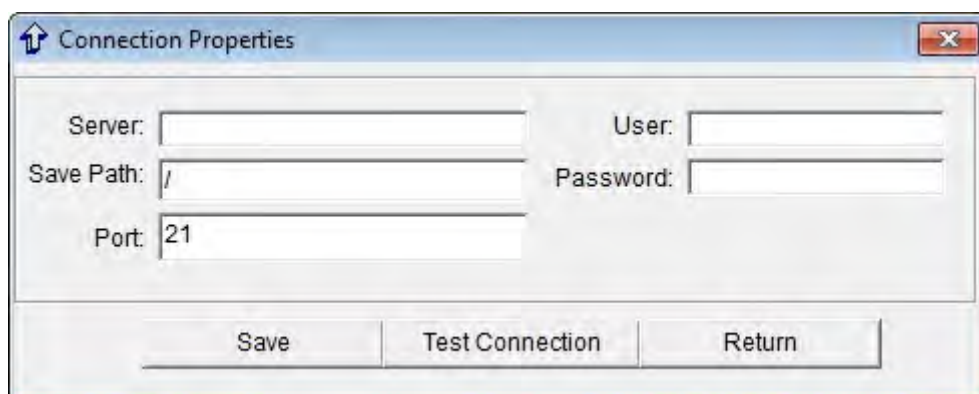 Connection Properties
Server:
User:
Save Path: /
Password:
Port: 21
Save
Test Connection
Return